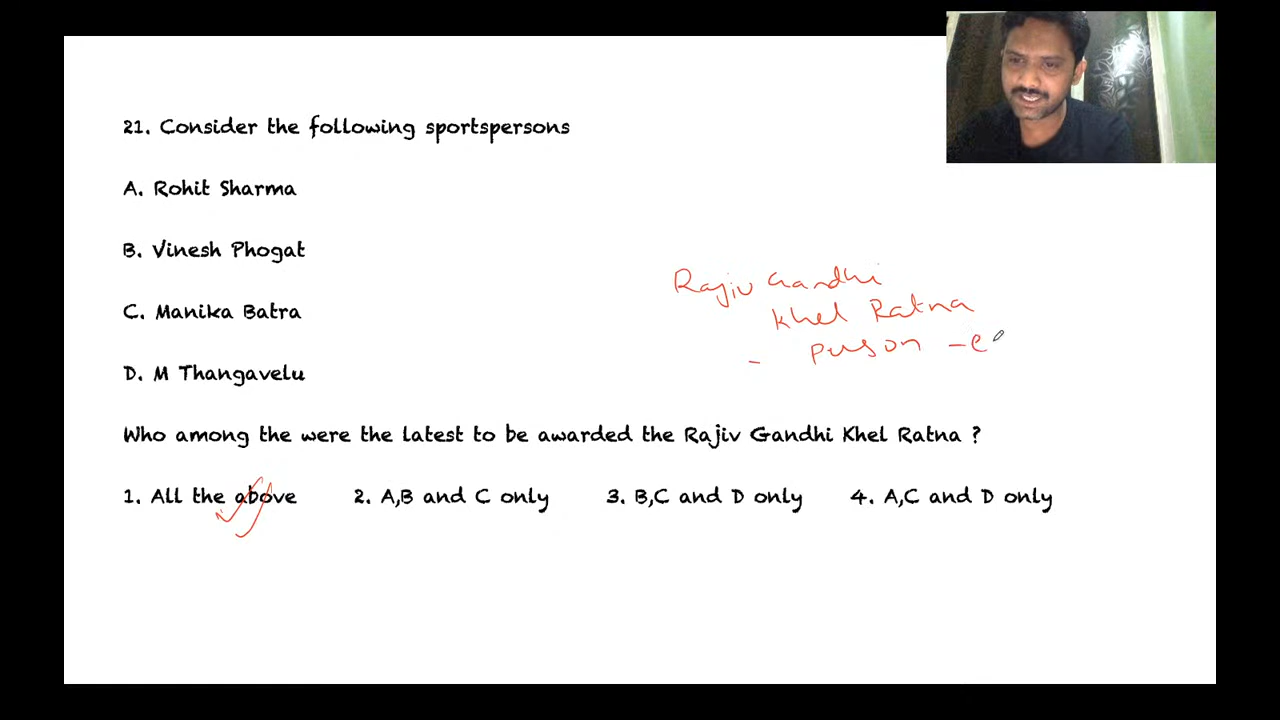 21. Consider the following sportspersons
A. Rohit Sharma
B. Vinesh Phogat
C. Manika Batra
D. M Thangavelu
Rajiv Gandhi
Khel Ratna
- Person - e
Who among the were the latest to be awarded the Rajiv Gandhi Khel Ratna ?
1. All the above 2. A,B and C only 3. B,C and D only 4. A,C and D only